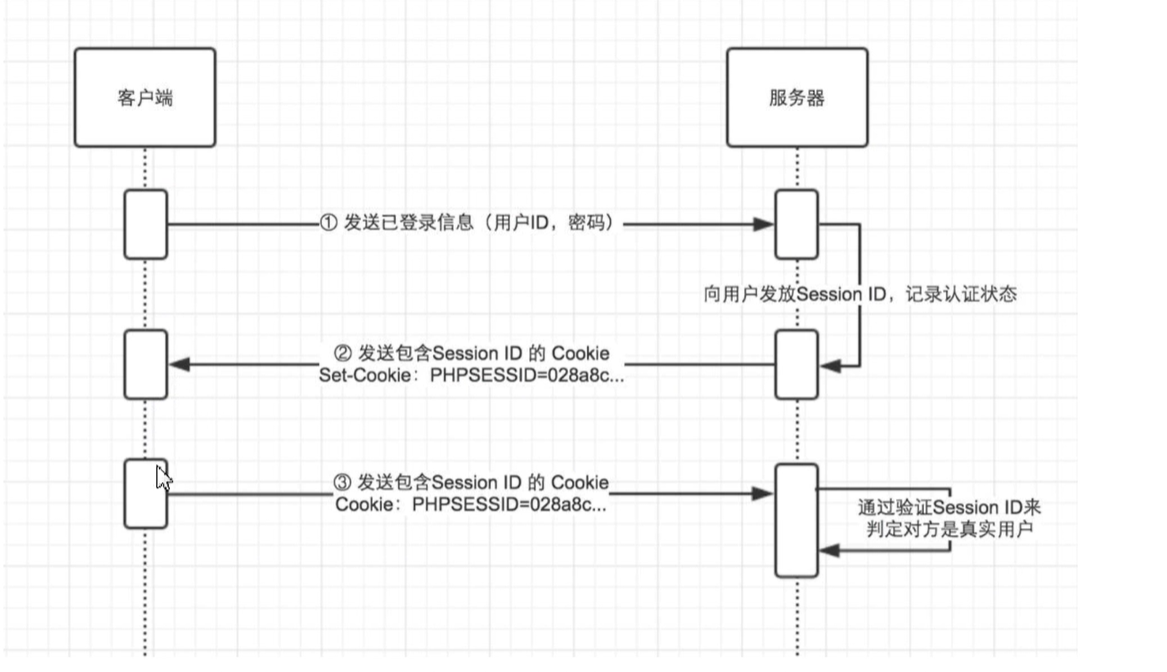 客户端
服务器
① 发送已登录信息（用户ID，密码）
向用户发放Session ID，记录认证状态
② 发送包含Session ID 的 Cookie
Set-Cookie：PHPSESSID=028a8c...
③ 发送包含Session ID 的 Cookie
Cookie：PHPSESSID=028a8c...
通过验证Session ID来
判定对方是真实用户